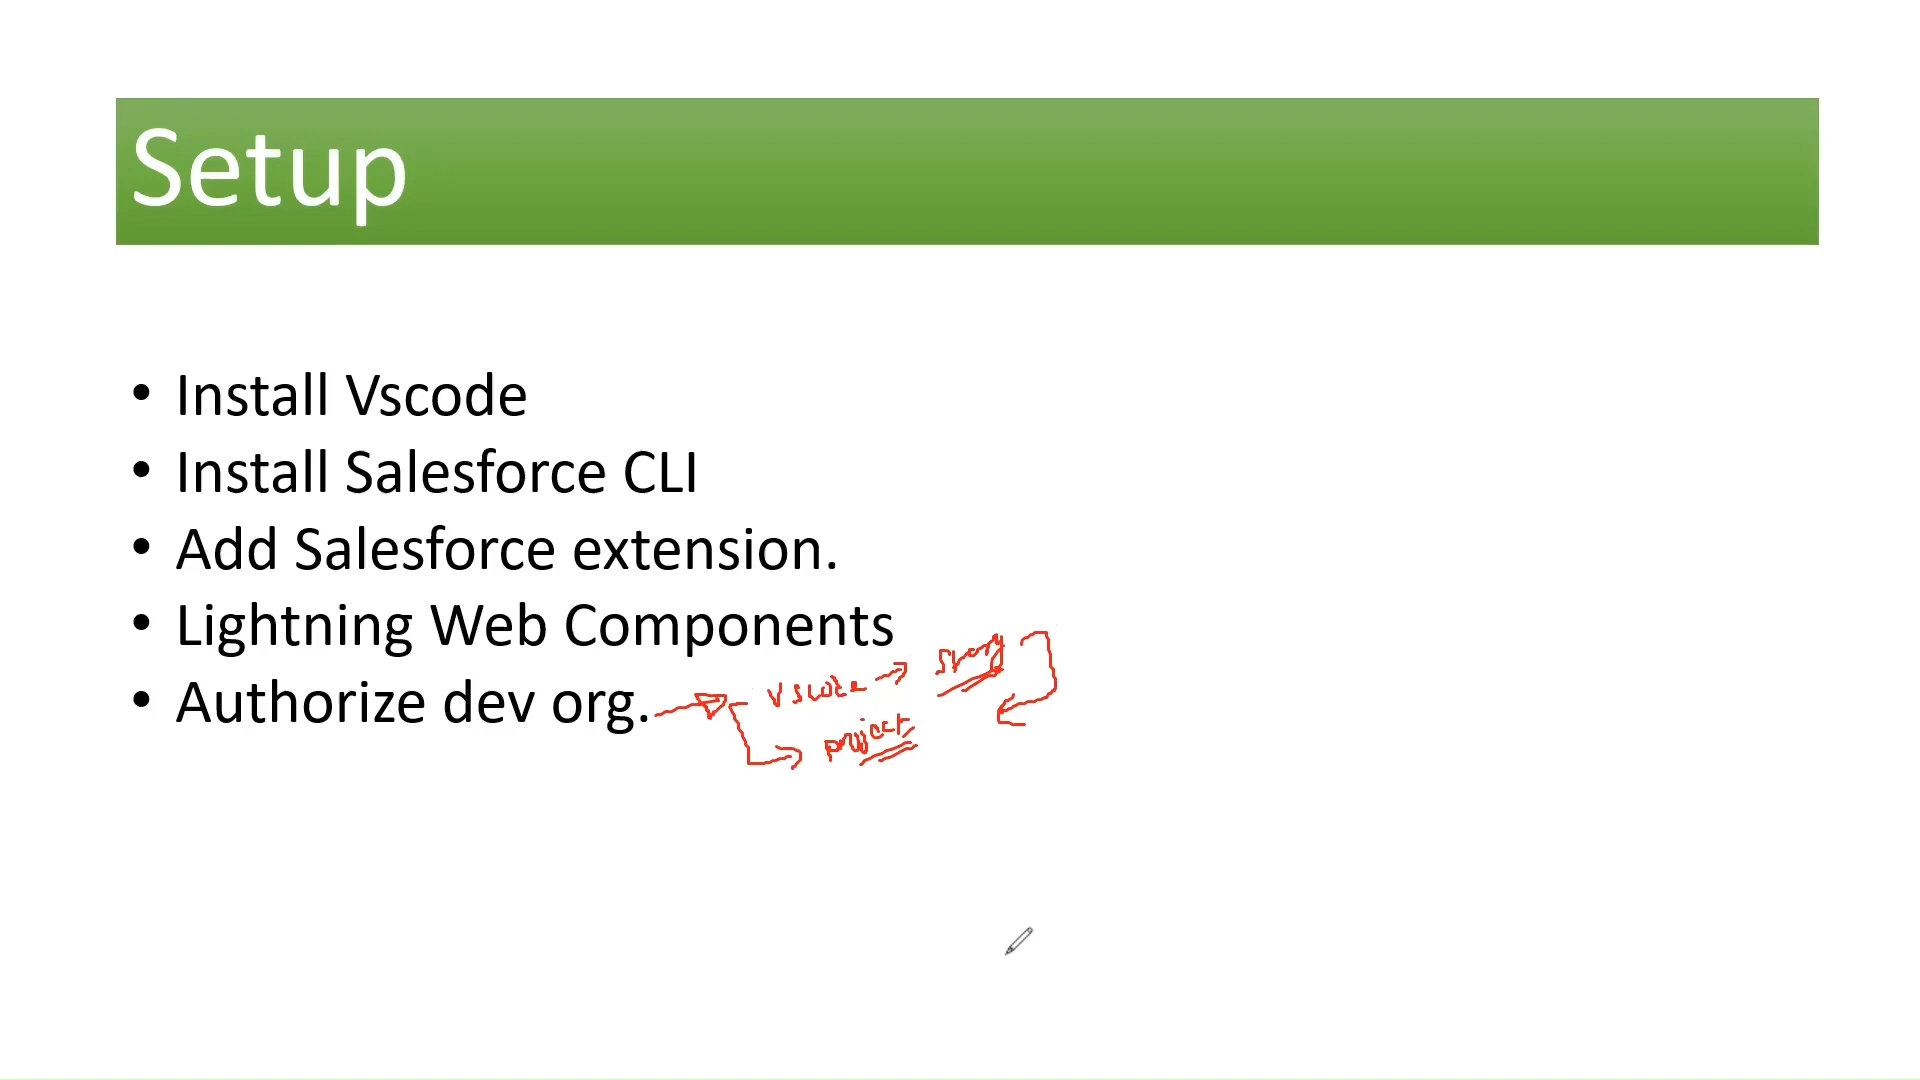 Setup
• Install Vscode
• Install Salesforce CLI
• Add Salesforce extension.
• Lightning Web Components
• Authorize dev org.
vscode
project